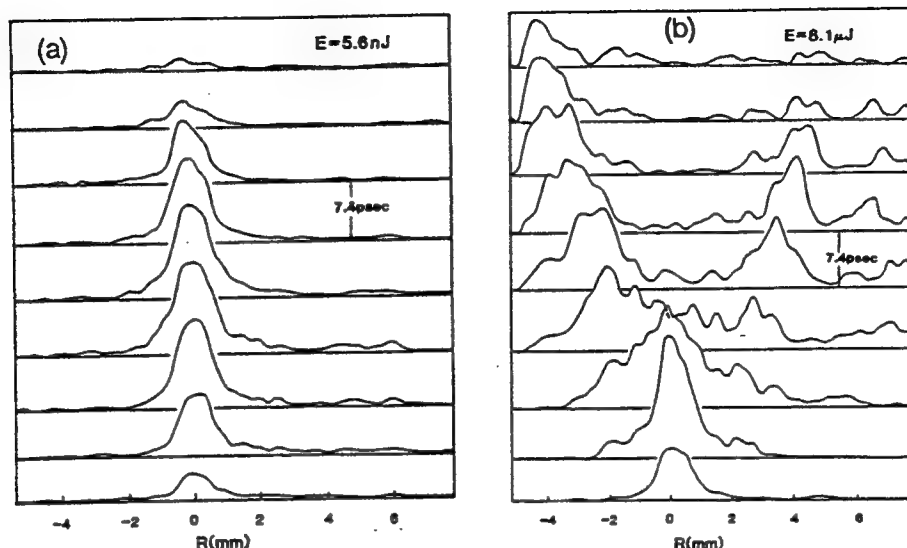 (a)
E=5.6nJ
7.4psec
-4 -2 0 2 4 6
R(mm)
(b)
E=8.1μJ
7.4psec
-4 -2 0 2 4 6
R(mm)